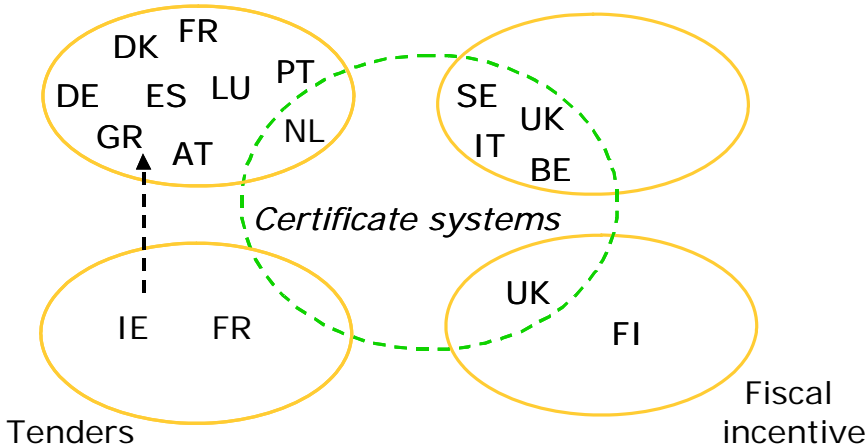 FR
DK
PT
DE ES LU
GR AT NL
SE
UK
IT
BE
Certificate systems
IE FR
UK
FI
Tenders
Fiscal
incentive